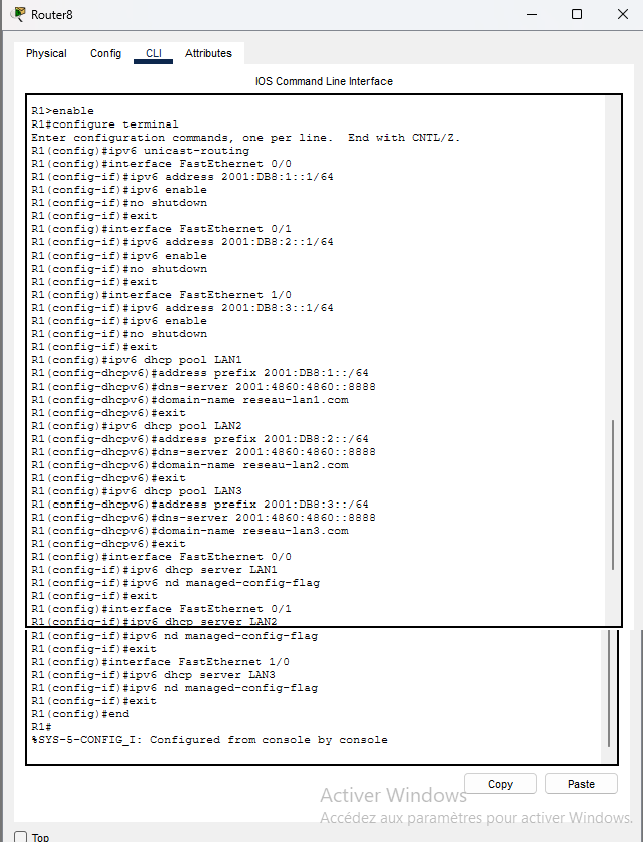 Router8
Physical Config CLI Attributes
IOS Command Line Interface
R1>enable
R1#configure terminal
Enter configuration commands, one per line.  End with CNTL/Z.
R1(config)#ipv6 unicast-routing
R1(config)#interface FastEthernet 0/0
R1(config-if)#ipv6 address 2001:DB8:1::1/64
R1(config-if)#ipv6 enable
R1(config-if)#no shutdown
R1(config-if)#exit
R1(config)#interface FastEthernet 0/1
R1(config-if)#ipv6 address 2001:DB8:2::1/64
R1(config-if)#ipv6 enable
R1(config-if)#no shutdown
R1(config-if)#exit
R1(config)#interface FastEthernet 1/0
R1(config-if)#ipv6 address 2001:DB8:3::1/64
R1(config-if)#ipv6 enable
R1(config-if)#no shutdown
R1(config-if)#exit
R1(config)#ipv6 dhcp pool LAN1
R1(config-dhcpv6)#address prefix 2001:DB8:1::/64
R1(config-dhcpv6)#dns-server 2001:4860:4860::8888
R1(config-dhcpv6)#domain-name reseau-lan1.com
R1(config-dhcpv6)#exit
R1(config)#ipv6 dhcp pool LAN2
R1(config-dhcpv6)#address prefix 2001:DB8:2::/64
R1(config-dhcpv6)#dns-server 2001:4860:4860::8888
R1(config-dhcpv6)#domain-name reseau-lan2.com
R1(config-dhcpv6)#exit
R1(config)#ipv6 dhcp pool LAN3
R1(config-dhcpv6)#address prefix 2001:DB8:3::/64
R1(config-dhcpv6)#dns-server 2001:4860:4860::8888
R1(config-dhcpv6)#domain-name reseau-lan3.com
R1(config-dhcpv6)#exit
R1(config)#interface FastEthernet 0/0
R1(config-if)#ipv6 dhcp server LAN1
R1(config-if)#ipv6 nd managed-config-flag
R1(config-if)#exit
R1(config)#interface FastEthernet 0/1
R1(config-if)#ipv6 dhcp server LAN2
R1(config-if)#ipv6 nd managed-config-flag
R1(config-if)#exit
R1(config)#interface FastEthernet 1/0
R1(config-if)#ipv6 dhcp server LAN3
R1(config-if)#ipv6 nd managed-config-flag
R1(config-if)#exit
R1(config)#end
R1#
%SYS-5-CONFIG_I: Configured from console by console
Copy Paste
Activer Windows
Accédez aux paramètres pour activer Windows.
Top